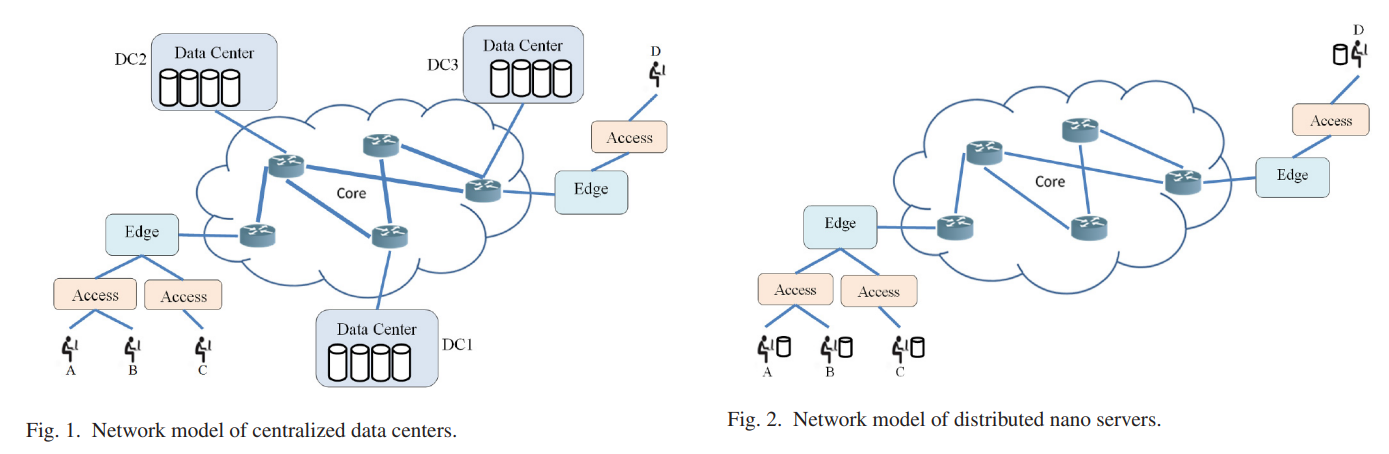 DC2
Data Center
DC3
Data Center
D
Access
Core
Edge
Edge
Access
Access
A
B
C
Data Center
DC1
Fig. 1. Network model of centralized data centers.
D
Access
Core
Edge
Edge
Access
Access
A
B
C
Fig. 2. Network model of distributed nano servers.